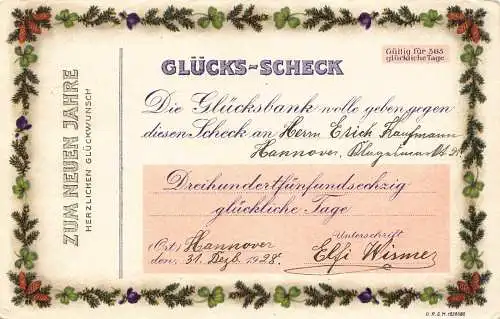 ZUM NEUEN JAHRE
HERZLICHEN GLÜCKWUNSCH
Gültig für 365
glückliche Tage
GLÜCKS-SCHECK
Die Glücksbank wolle geben gegen
diesen Scheck an Herrn Erich Kaufmann
Hannover,
Dreihundertfünfundsechzig
glückliche Tage
(Ort) Hannover
den, 31. Dezb. 1928.
Unterschrift
Elfi Wismer